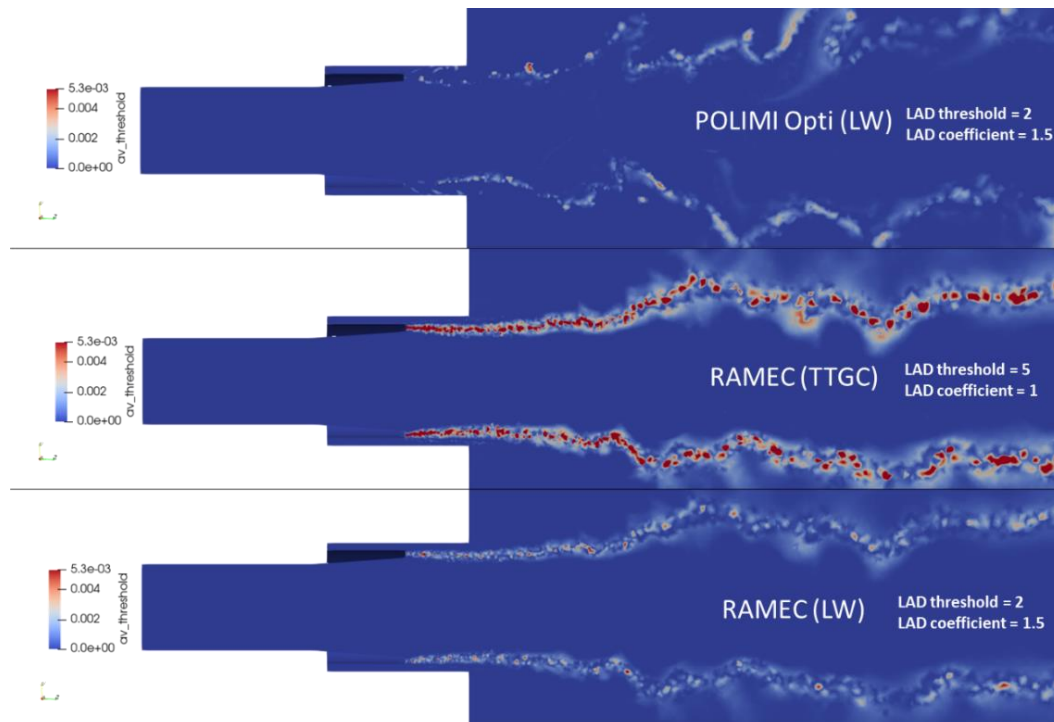 5.3e-03
0.004
0.002
0.0e+00
av_threshold
POLIMI Opti (LW)
LAD threshold = 2
LAD coefficient = 1.5
5.3e-03
0.004
0.002
0.0e+00
av_threshold
RAMEC (TTGC)
LAD threshold = 5
LAD coefficient = 1
5.3e-03
0.004
0.002
0.0e+00
av_threshold
RAMEC (LW)
LAD threshold = 2
LAD coefficient = 1.5